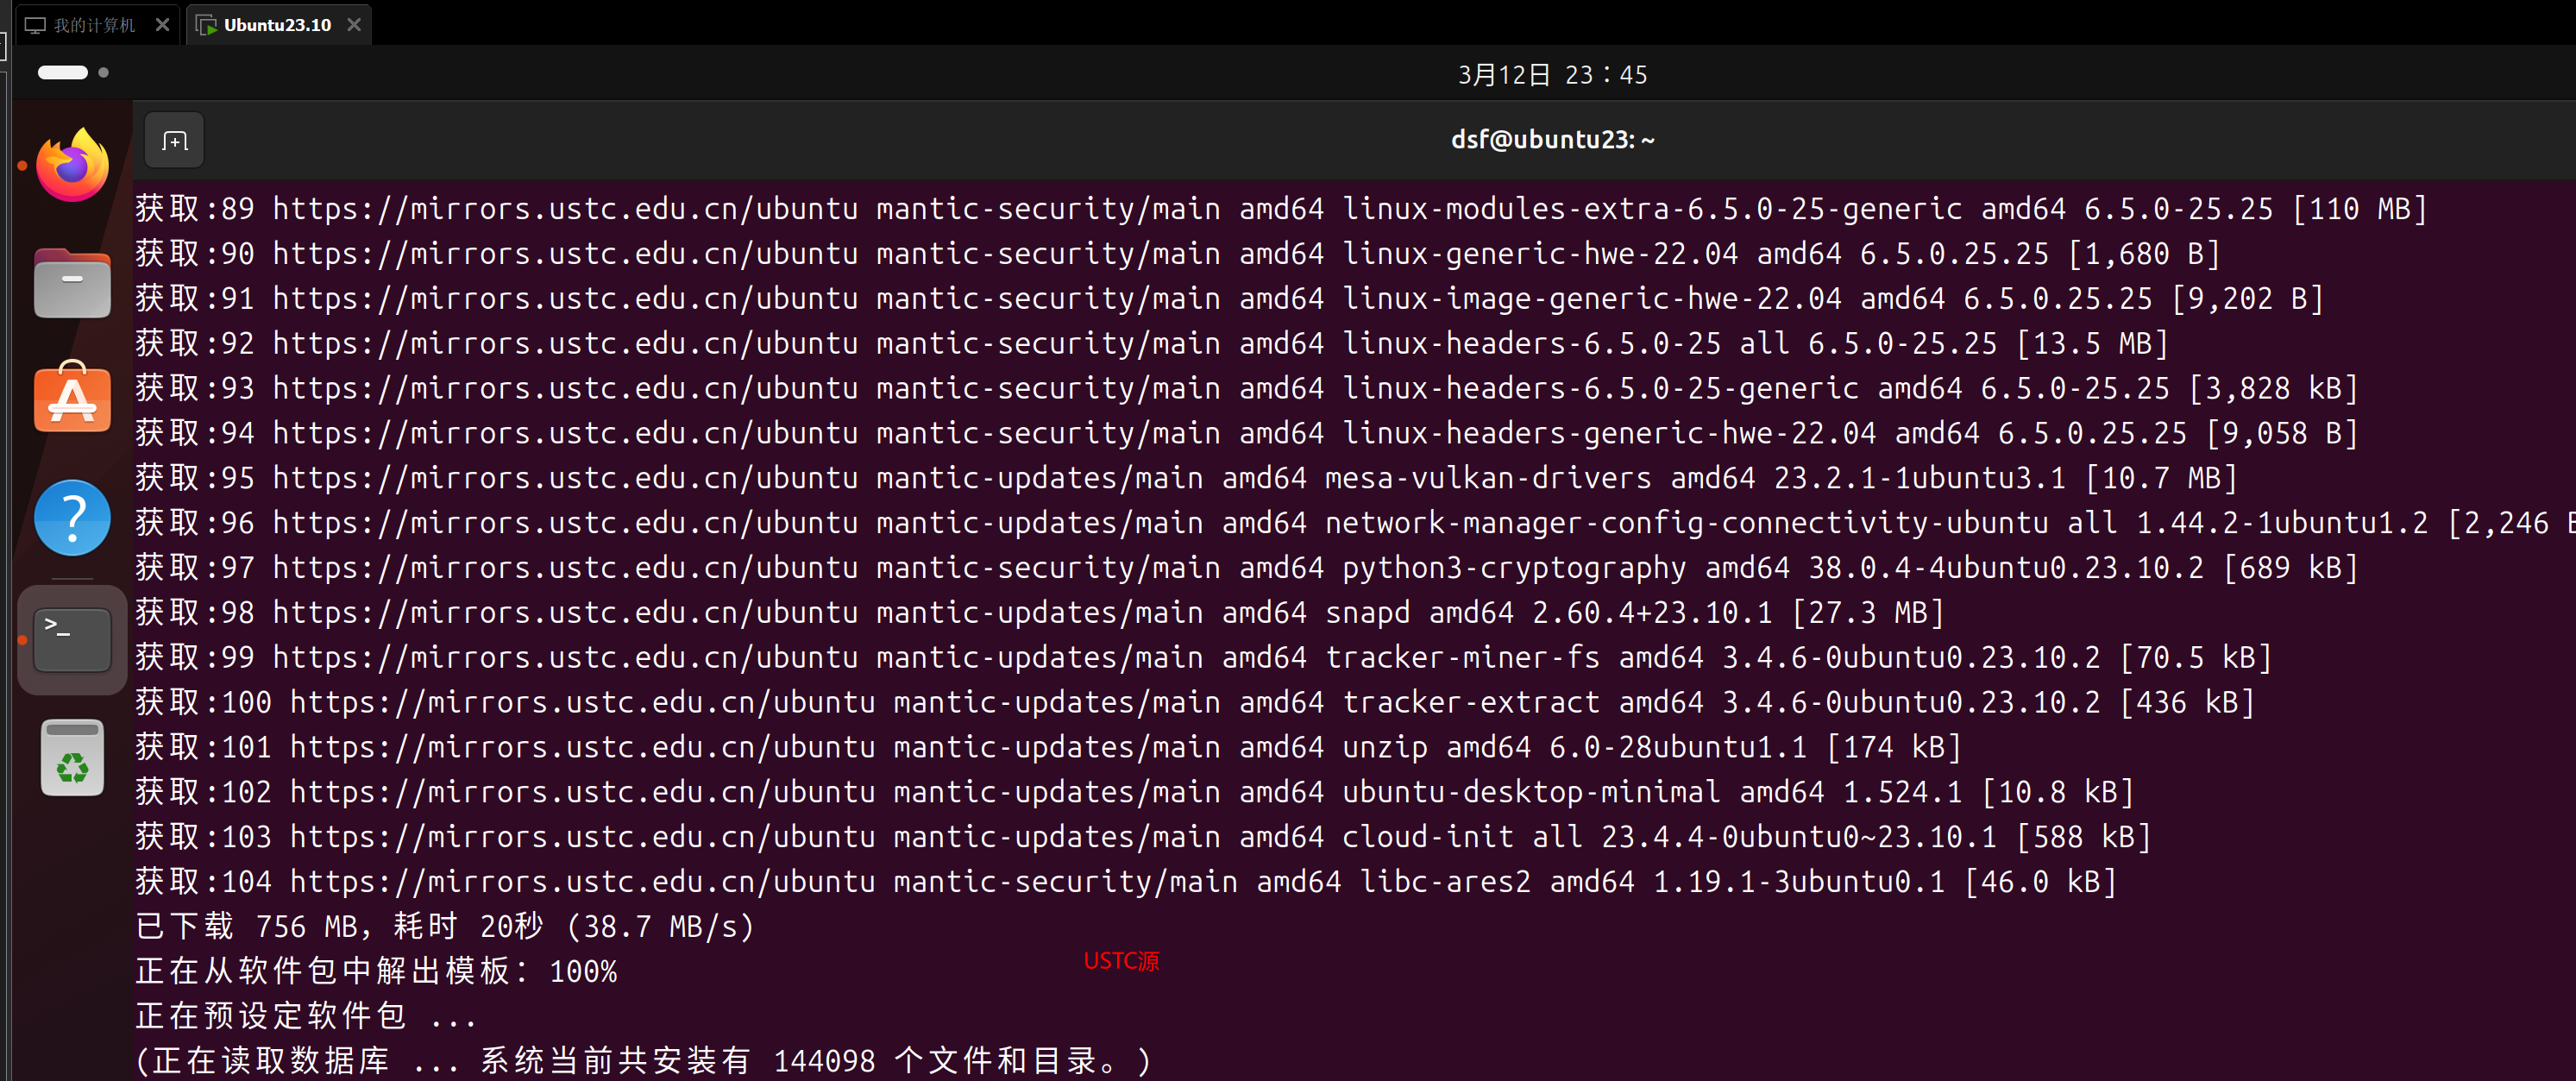 我的计算机
Ubuntu23.10
3月12日 23：45
dsf@ubuntu23: ~
获取:89 https://mirrors.ustc.edu.cn/ubuntu mantic-security/main amd64 linux-modules-extra-6.5.0-25-generic amd64 6.5.0-25.25 [110 MB]
获取:90 https://mirrors.ustc.edu.cn/ubuntu mantic-security/main amd64 linux-generic-hwe-22.04 amd64 6.5.0.25.25 [1,680 B]
获取:91 https://mirrors.ustc.edu.cn/ubuntu mantic-security/main amd64 linux-image-generic-hwe-22.04 amd64 6.5.0.25.25 [9,202 B]
获取:92 https://mirrors.ustc.edu.cn/ubuntu mantic-security/main amd64 linux-headers-6.5.0-25 all 6.5.0-25.25 [13.5 MB]
获取:93 https://mirrors.ustc.edu.cn/ubuntu mantic-security/main amd64 linux-headers-6.5.0-25-generic amd64 6.5.0-25.25 [3,828 kB]
获取:94 https://mirrors.ustc.edu.cn/ubuntu mantic-security/main amd64 linux-headers-generic-hwe-22.04 amd64 6.5.0.25.25 [9,058 B]
获取:95 https://mirrors.ustc.edu.cn/ubuntu mantic-updates/main amd64 mesa-vulkan-drivers amd64 23.2.1-1ubuntu3.1 [10.7 MB]
获取:96 https://mirrors.ustc.edu.cn/ubuntu mantic-updates/main amd64 network-manager-config-connectivity-ubuntu all 1.44.2-1ubuntu1.2 [2,246 B
获取:97 https://mirrors.ustc.edu.cn/ubuntu mantic-security/main amd64 python3-cryptography amd64 38.0.4-4ubuntu0.23.10.2 [689 kB]
获取:98 https://mirrors.ustc.edu.cn/ubuntu mantic-updates/main amd64 snapd amd64 2.60.4+23.10.1 [27.3 MB]
获取:99 https://mirrors.ustc.edu.cn/ubuntu mantic-updates/main amd64 tracker-miner-fs amd64 3.4.6-0ubuntu0.23.10.2 [70.5 kB]
获取:100 https://mirrors.ustc.edu.cn/ubuntu mantic-updates/main amd64 tracker-extract amd64 3.4.6-0ubuntu0.23.10.2 [436 kB]
获取:101 https://mirrors.ustc.edu.cn/ubuntu mantic-updates/main amd64 unzip amd64 6.0-28ubuntu1.1 [174 kB]
获取:102 https://mirrors.ustc.edu.cn/ubuntu mantic-updates/main amd64 ubuntu-desktop-minimal amd64 1.524.1 [10.8 kB]
获取:103 https://mirrors.ustc.edu.cn/ubuntu mantic-updates/main amd64 cloud-init all 23.4.4-0ubuntu0~23.10.1 [588 kB]
获取:104 https://mirrors.ustc.edu.cn/ubuntu mantic-security/main amd64 libc-ares2 amd64 1.19.1-3ubuntu0.1 [46.0 kB]
已下载 756 MB，耗时 20秒 (38.7 MB/s)
USTC源
正在从软件包中解出模板：100%
正在预设定软件包 ...
(正在读取数据库 ... 系统当前共安装有 144098 个文件和目录。)